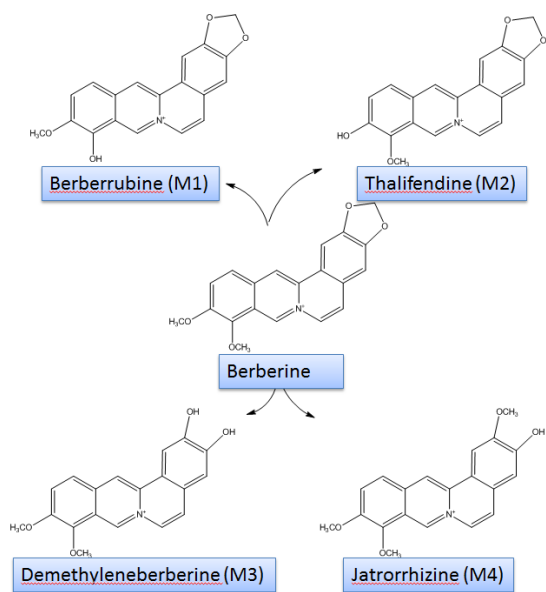 O
O
O
O
N+
N+
H₃CO
OH
HO
OCH₃
Berberrubine (M1)
Thalifendine (M2)
O
O
N+
H₃CO
OCH₃
Berberine
OH
OH
OCH₃
OH
N+
N+
H₃CO
OCH₃
H₃CO
OCH₃
Demethyleneberberine (M3)
Jatrorrhizine (M4)